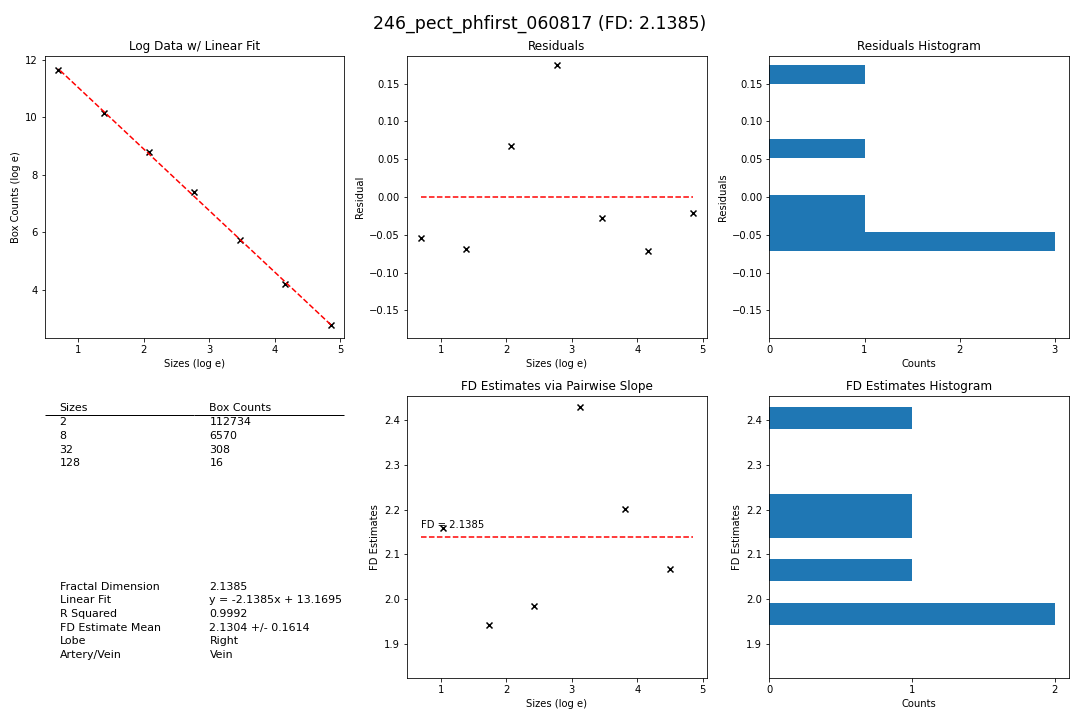 246_pect_phfirst_060817 (FD: 2.1385)
Log Data w/ Linear Fit
12
10
8
6
4
Box Counts (log e)
1 2 3 4 5
Sizes (log e)
Residuals
0.15
0.10
0.05
0.00
−0.05
−0.10
−0.15
Residual
1 2 3 4 5
Sizes (log e)
Residuals Histogram
0.15
0.10
0.05
0.00
−0.05
−0.10
−0.15
Residuals
0 1 2 3
Counts
Sizes Box Counts
2 112734
8 6570
32 308
128 16
Fractal Dimension 2.1385
Linear Fit y = -2.1385x + 13.1695
R Squared 0.9992
FD Estimate Mean 2.1304 +/- 0.1614
Lobe Right
Artery/Vein Vein
FD Estimates via Pairwise Slope
2.4
2.3
2.2
2.1
2.0
1.9
FD Estimates
FD = 2.1385
1 2 3 4 5
Sizes (log e)
FD Estimates Histogram
2.4
2.3
2.2
2.1
2.0
1.9
FD Estimates
0 1 2
Counts